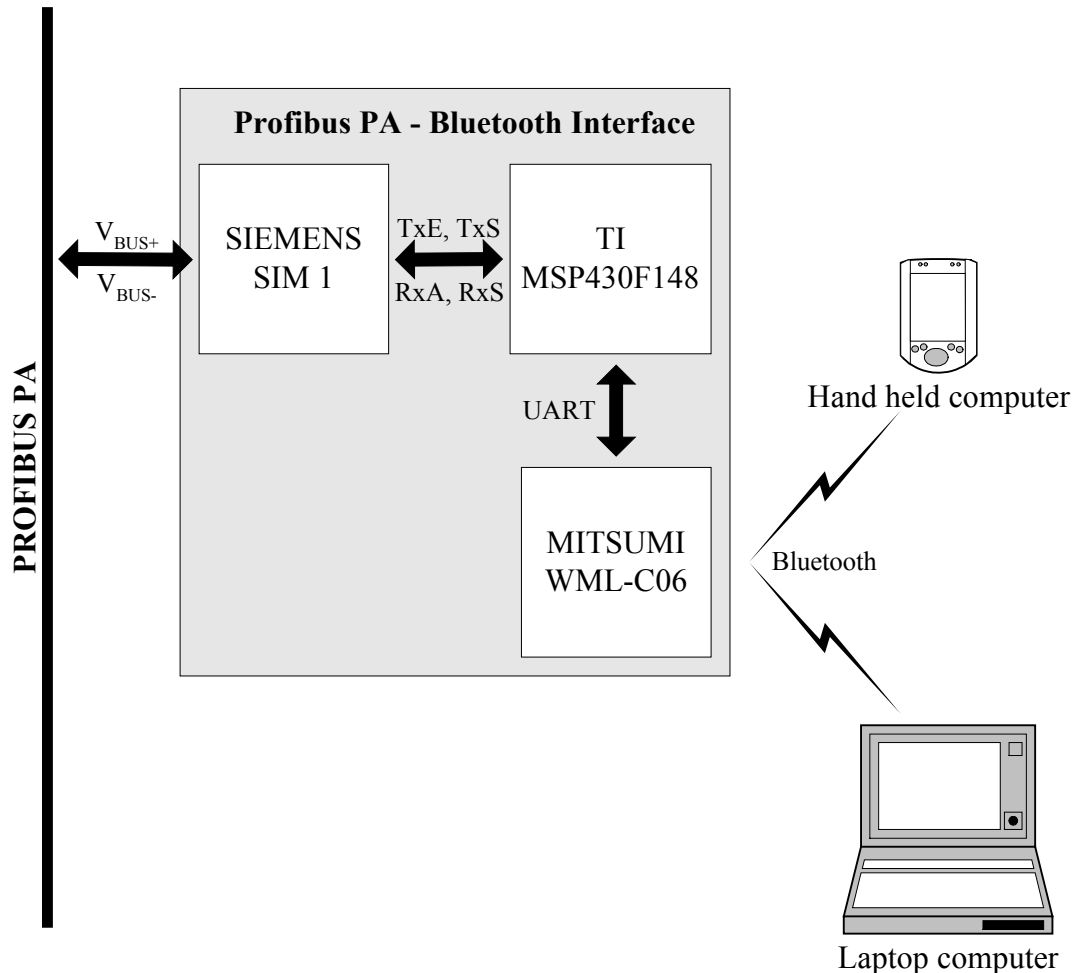 Profibus PA - Bluetooth Interface
PROFIBUS PA
VBUS+
VBUS-
SIEMENS
SIM 1
TxE, TxS
RxA, RxS
TI
MSP430F148
UART
MITSUMI
WML-C06
Hand held computer
Bluetooth
Laptop computer